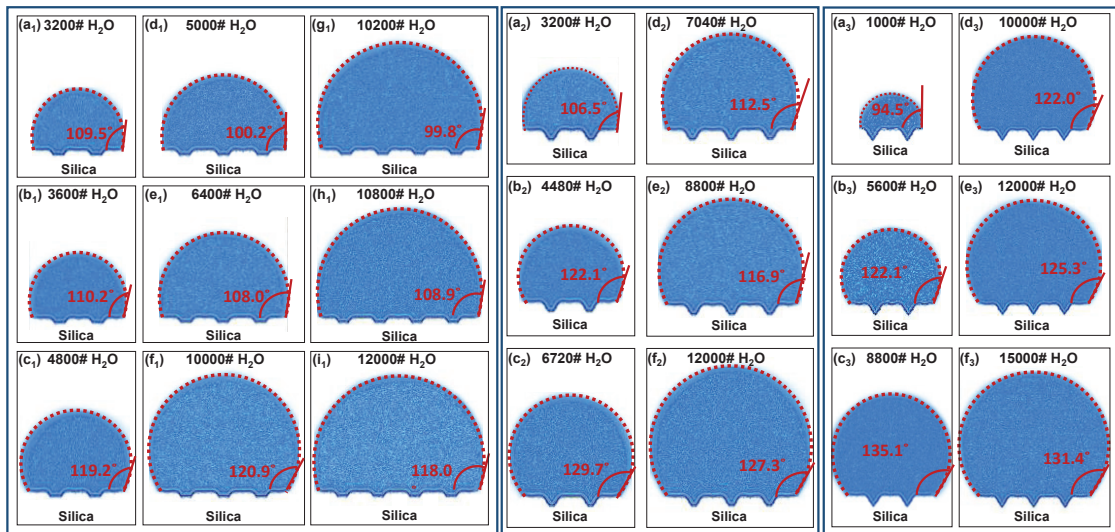 (a₁) 3200# H₂O
109.5°
Silica
(d₁) 5000# H₂O
100.2°
Silica
(g₁) 10200# H₂O
99.8°
Silica
(b₁) 3600# H₂O
110.2°
Silica
(e₁) 6400# H₂O
108.0°
Silica
(h₁) 10800# H₂O
108.9°
Silica
(c₁) 4800# H₂O
119.2°
Silica
(f₁) 10000# H₂O
120.9°
Silica
(i₁) 12000# H₂O
118.0
°
Silica
(a₂) 3200# H₂O
106.5°
Silica
(d₂) 7040# H₂O
112.5°
Silica
(b₂) 4480# H₂O
122.1°
Silica
(e₂) 8800# H₂O
116.9°
Silica
(c₂) 6720# H₂O
129.7°
Silica
(f₂) 12000# H₂O
127.3°
Silica
(a₃) 1000# H₂O
94.5°
Silica
(d₃) 10000# H₂O
122.0°
Silica
(b₃) 5600# H₂O
122.1°
Silica
(e₃) 12000# H₂O
125.3°
Silica
(c₃) 8800# H₂O
135.1°
Silica
(f₃) 15000# H₂O
131.4°
Silica